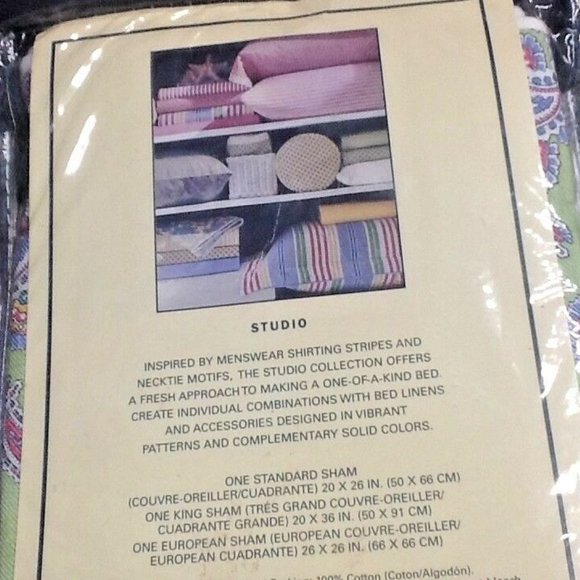 STUDIO
INSPIRED BY MENSWEAR SHIRTING STRIPES AND
NECKTIE MOTIFS, THE STUDIO COLLECTION OFFERS
A FRESH APPROACH TO MAKING A ONE-OF-A-KIND BED.
CREATE INDIVIDUAL COMBINATIONS WITH BED LINENS
AND ACCESSORIES DESIGNED IN VIBRANT
PATTERNS AND COMPLEMENTARY SOLID COLORS.
ONE STANDARD SHAM
(COUVRE-OREILLER/CUADRANTE) 20 X 26 IN. (50 X 66 CM)
ONE KING SHAM (TRÉS GRAND COUVRE-OREILLER/
CUADRANTE GRANDE) 20 X 36 IN. (50 X 91 CM)
ONE EUROPEAN SHAM (EUROPEAN COUVRE-OREILLER/
EUROPEAN CUADRANTE) 26 X 26 IN. (66 X 66 CM)
100% Cotton (Coton/Algodón).